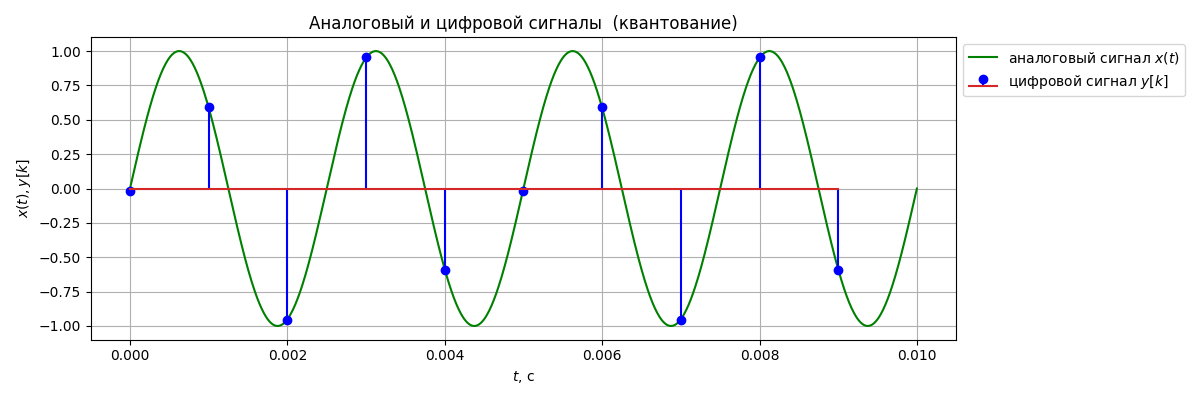 Аналоговый и цифровой сигналы  (квантование)
аналоговый сигнал x(t)
цифровой сигнал y[k]
x(t), y[k]
1.00
0.75
0.50
0.25
0.00
−0.25
−0.50
−0.75
−1.00
0.000 0.002 0.004 0.006 0.008 0.010
t, с